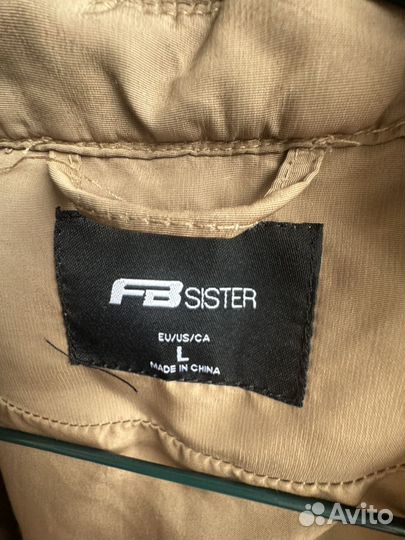 FB SISTER
EU/US/CA
L
MADE IN CHINA
Avito